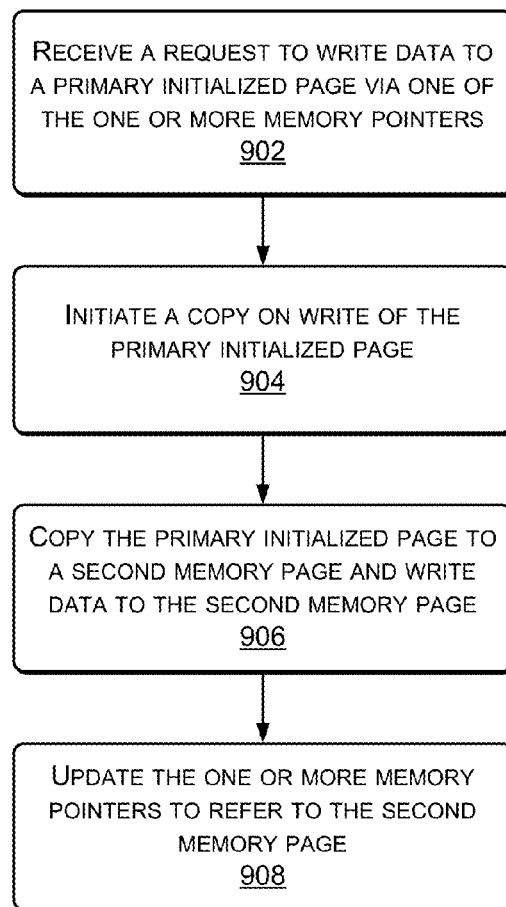 RECEIVE A REQUEST TO WRITE DATA TO
A PRIMARY INITIALIZED PAGE VIA ONE OF
THE ONE OR MORE MEMORY POINTERS
902
INITIATE A COPY ON WRITE OF THE
PRIMARY INITIALIZED PAGE
904
COPY THE PRIMARY INITIALIZED PAGE TO
A SECOND MEMORY PAGE AND WRITE
DATA TO THE SECOND MEMORY PAGE
906
UPDATE THE ONE OR MORE MEMORY
POINTERS TO REFER TO THE SECOND
MEMORY PAGE
908